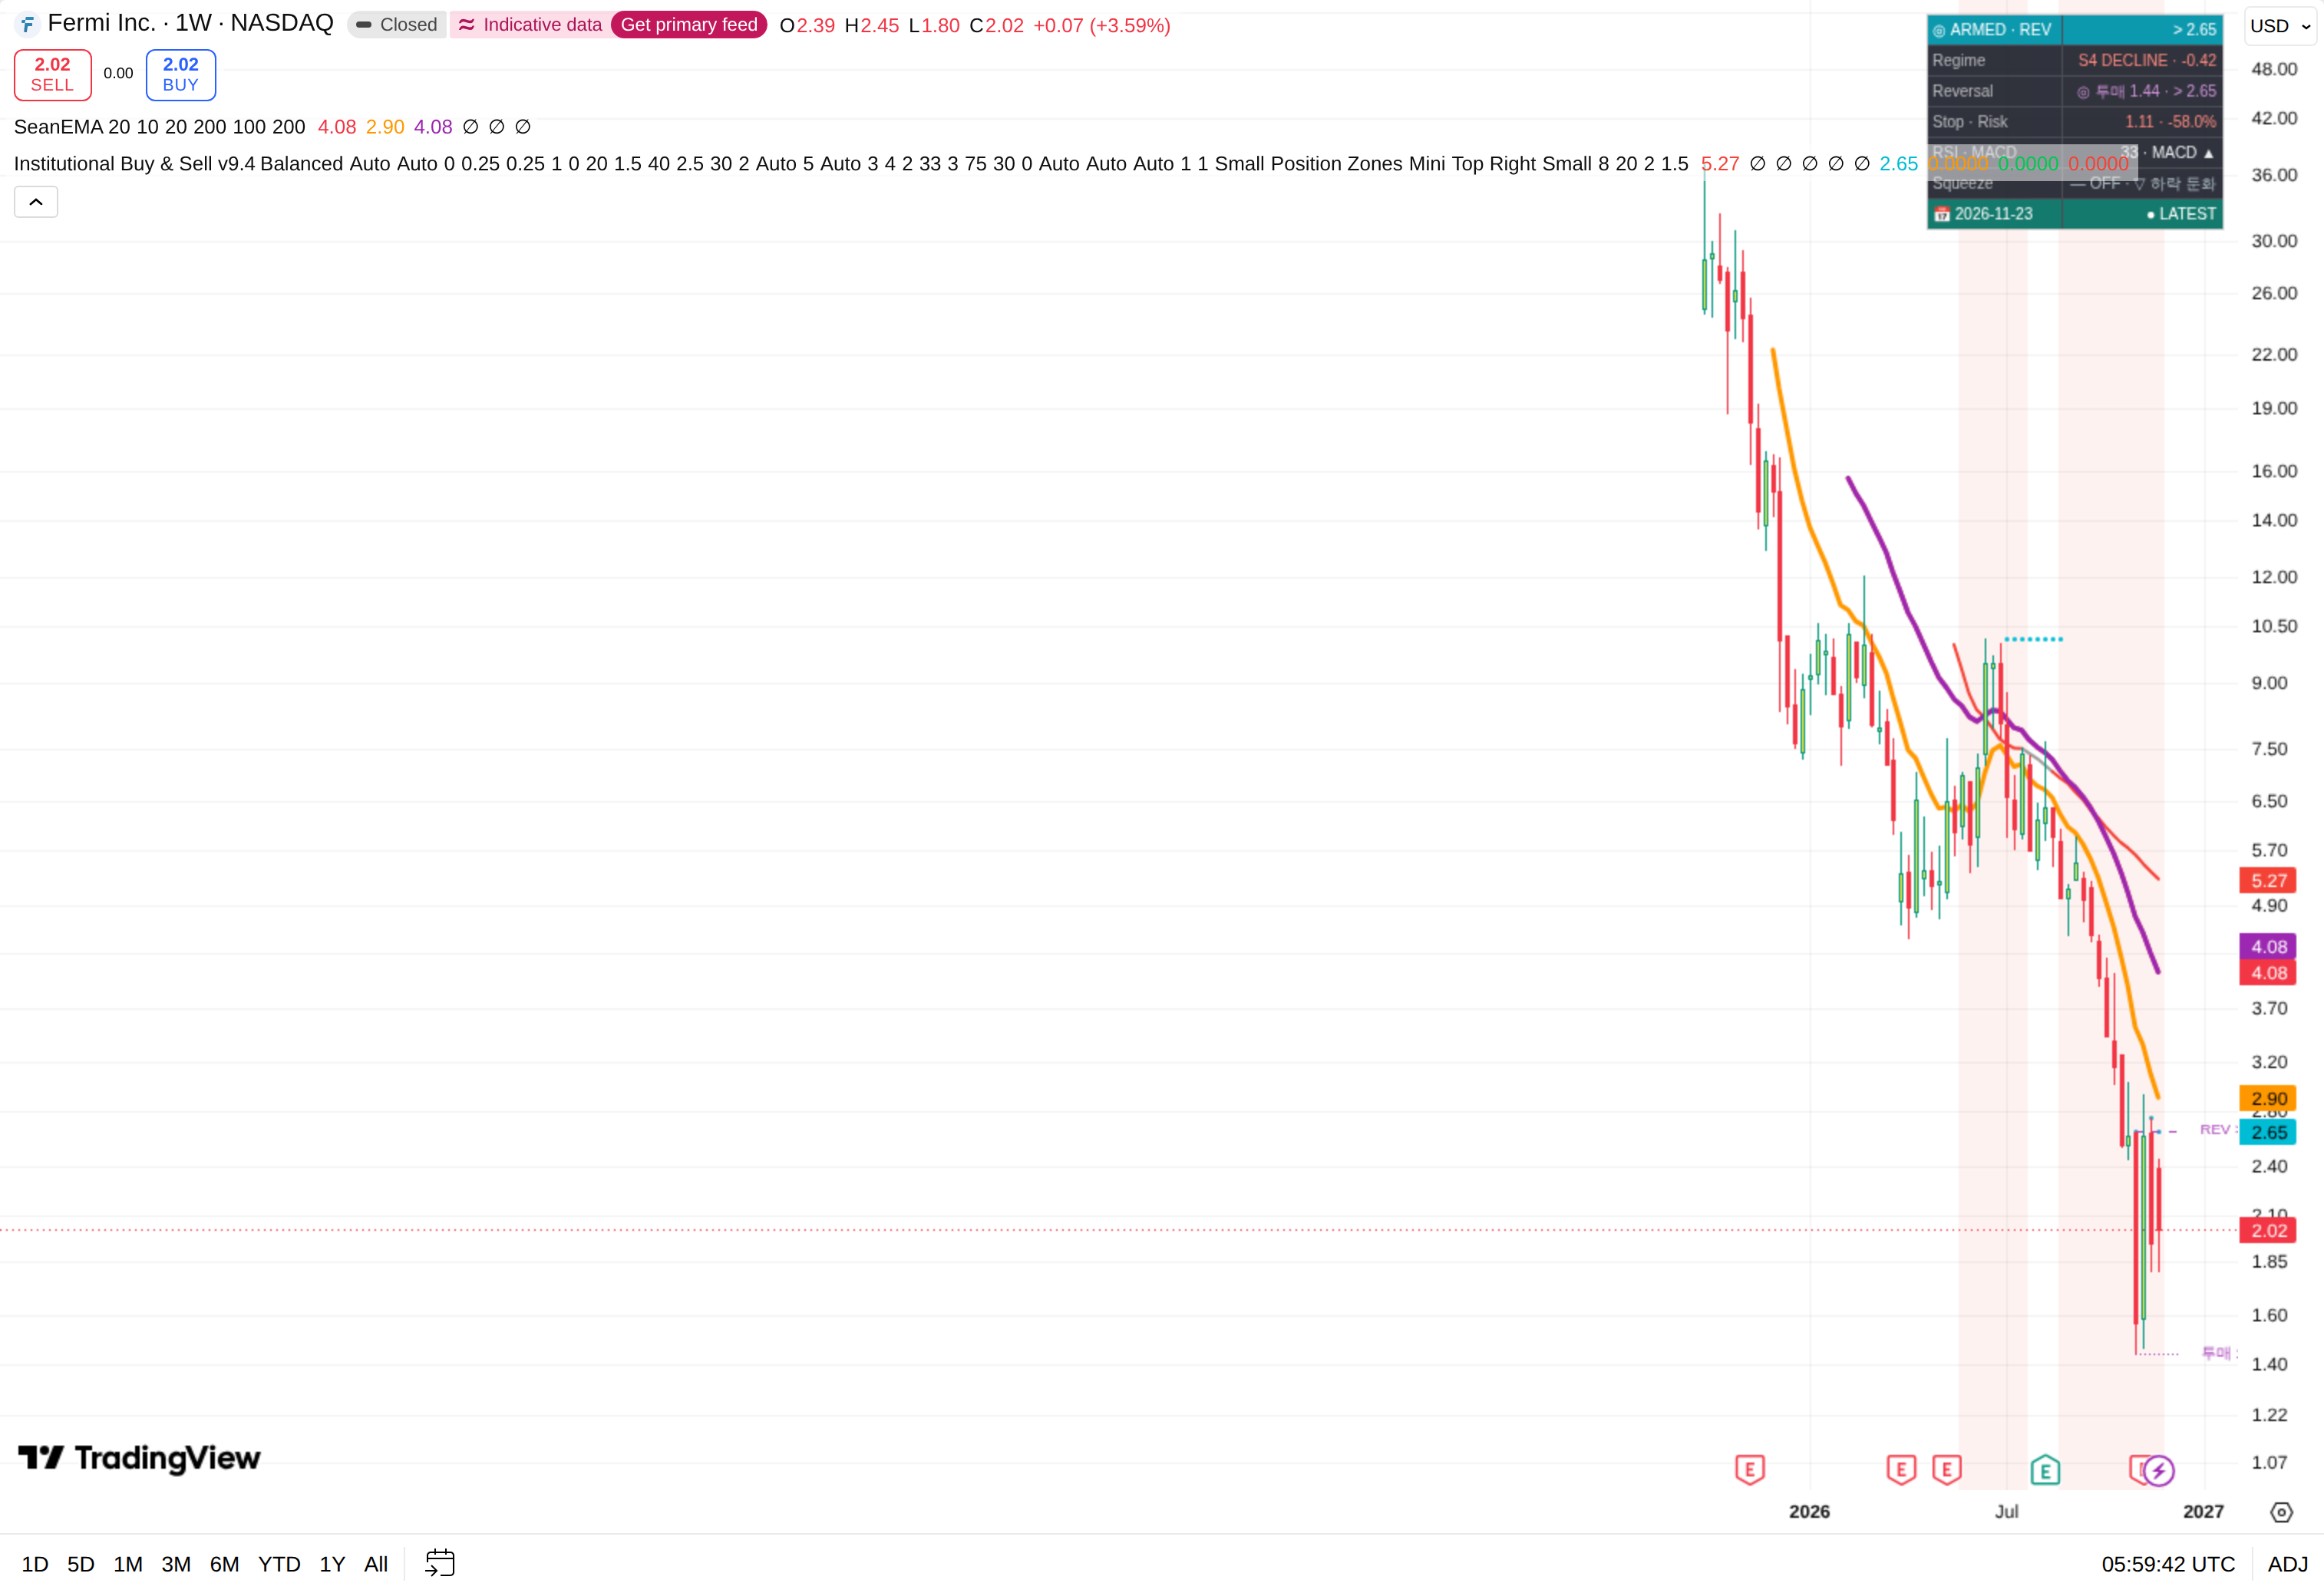 Fermi Inc. · 1W · NASDAQ
Closed
Indicative data
Get primary feed
O2.39 H2.45 L1.80 C2.02 +0.07 (+3.59%)
2.02
SELL
0.00
2.02
BUY
SeanEMA 20 10 20 200 100 200 4.08 2.90 4.08 ∅ ∅ ∅
Institutional Buy & Sell v9.4 Balanced Auto Auto 0 0.25 0.25 1 0 20 1.5 40 2.5 30 2 Auto 5 Auto 3 4 2 33 3 75 30 0 Auto Auto Auto 1 1 Small Position Zones Mini Top Right Small 8 20 2 1.5 5.27 ∅ ∅ ∅ ∅ ∅ 2.65 0.0000 0.0000 0.0000
◎ ARMED · REV > 2.65
Regime S4 DECLINE · -0.42
Reversal ◎ 투매 1.44 · > 2.65
Stop · Risk 1.11 · -58.0%
RSI · MACD 33 · MACD ▲
Squeeze — OFF · ▽ 하락 둔화
📅 2026-11-23 ● LATEST
USD
48.00
42.00
36.00
30.00
26.00
22.00
19.00
16.00
14.00
12.00
10.50
9.00
7.50
6.50
5.70
5.27
4.90
4.08
4.08
3.70
3.20
2.90
2.80
REV :
2.65
2.40
2.10
2.02
1.85
1.60
투매 :
1.40
1.22
1.07
TradingView
E
E
E
E
2026
Jul
2027
1D 5D 1M 3M 6M YTD 1Y All
05:59:42 UTC
ADJ